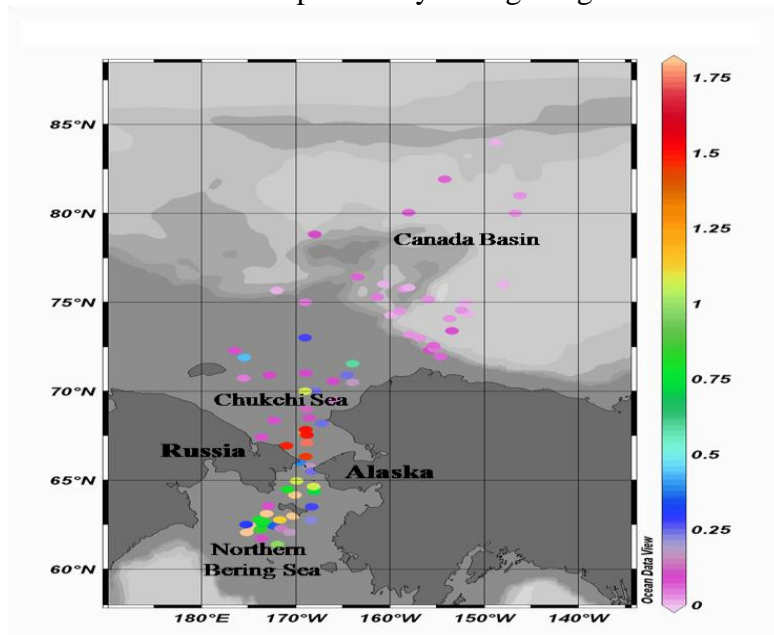 1.75
85°N
1.5
80°N
Canada Basin
1.25
75°N
1
70°N
Chukchi Sea
0.75
Russia
Alaska
65°N
0.5
0.25
Northern
Bering Sea
60°N
0
Ocean Data View
180°E 170°W 160°W 150°W 140°W